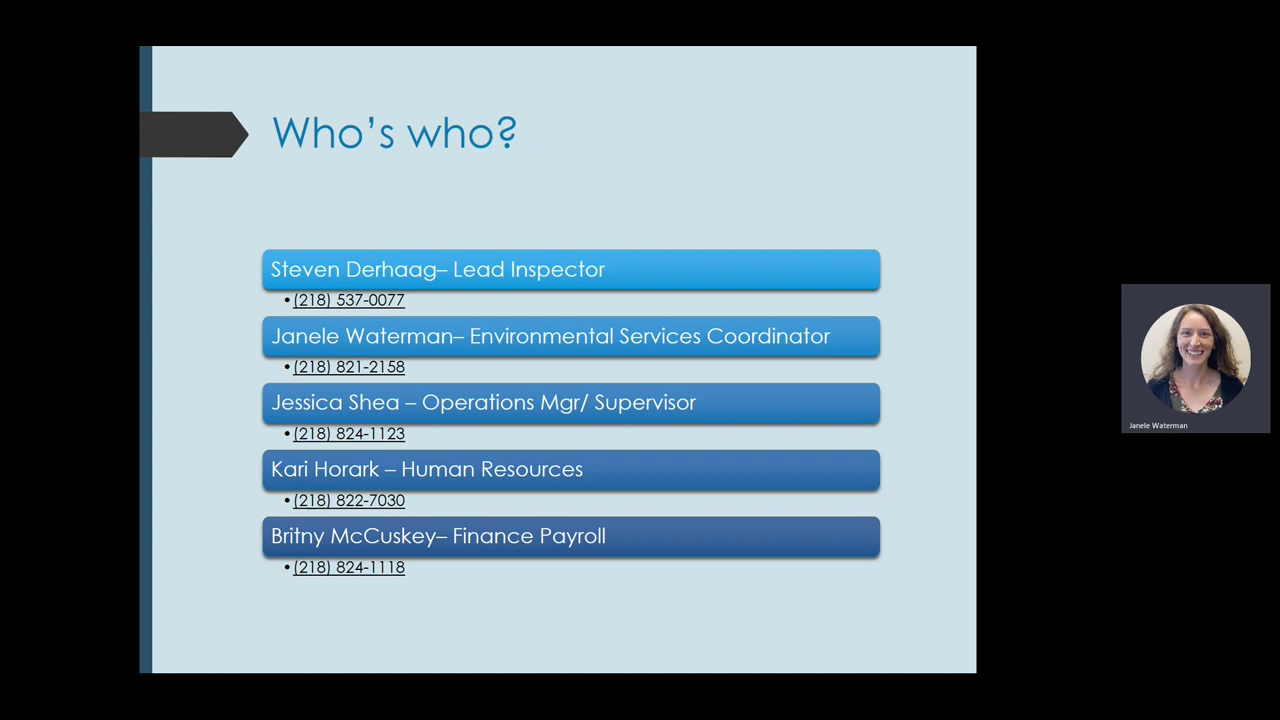 Who's who?
Steven Derhaag– Lead Inspector
•(218) 537-0077
Janele Waterman– Environmental Services Coordinator
•(218) 821-2158
Jessica Shea – Operations Mgr/ Supervisor
•(218) 824-1123
Kari Horark – Human Resources
•(218) 822-7030
Britny McCuskey– Finance Payroll
•(218) 824-1118
Janele Waterman